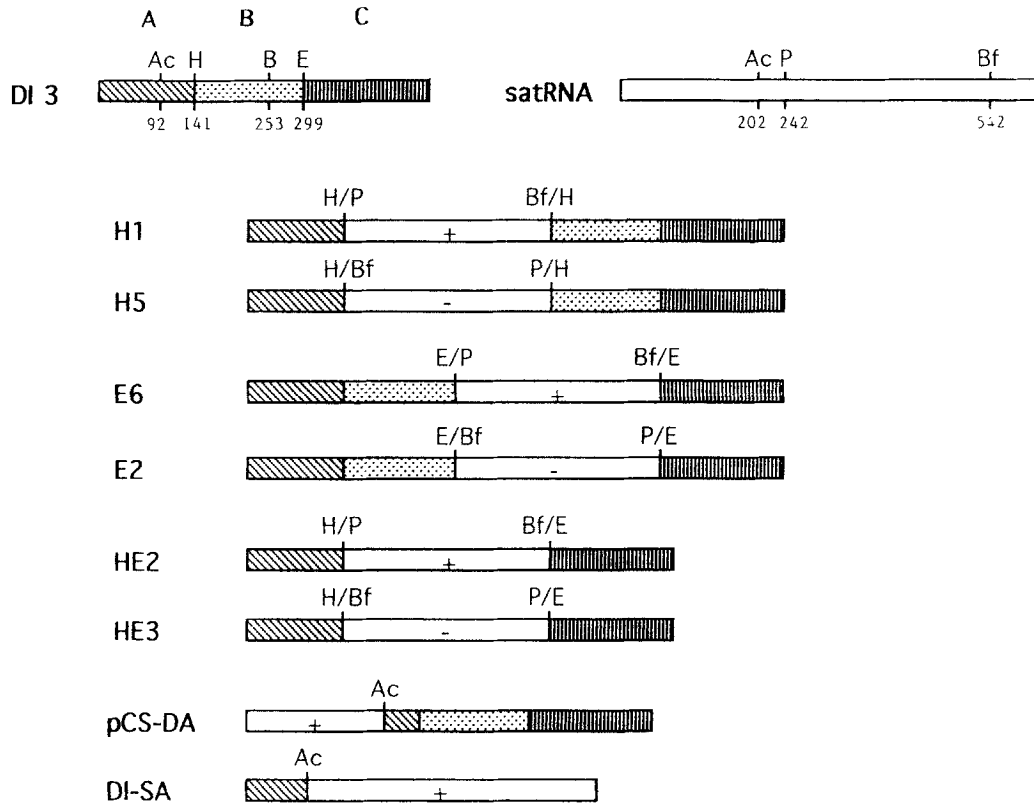 A B C
Ac H B E
DI 3
92 141 253 299
Ac P Bf
satRNA
202 242 542
H/P Bf/H
H1 +
H/Bf P/H
H5 -
E/P Bf/E
E6 +
E/Bf P/E
E2 -
H/P Bf/E
HE2 +
H/Bf P/E
HE3 -
Ac
pCS-DA +
Ac
DI-SA +